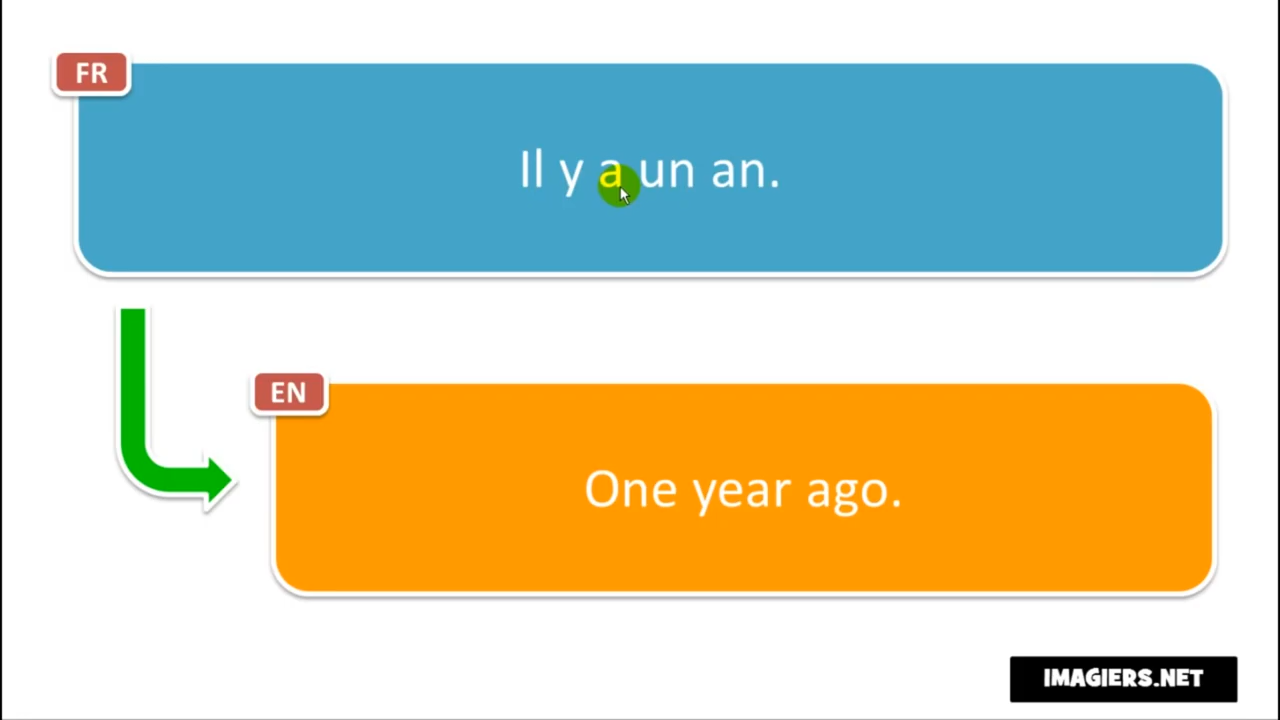 FR
Il y a un an.
EN
One year ago.
IMAGIERS.NET